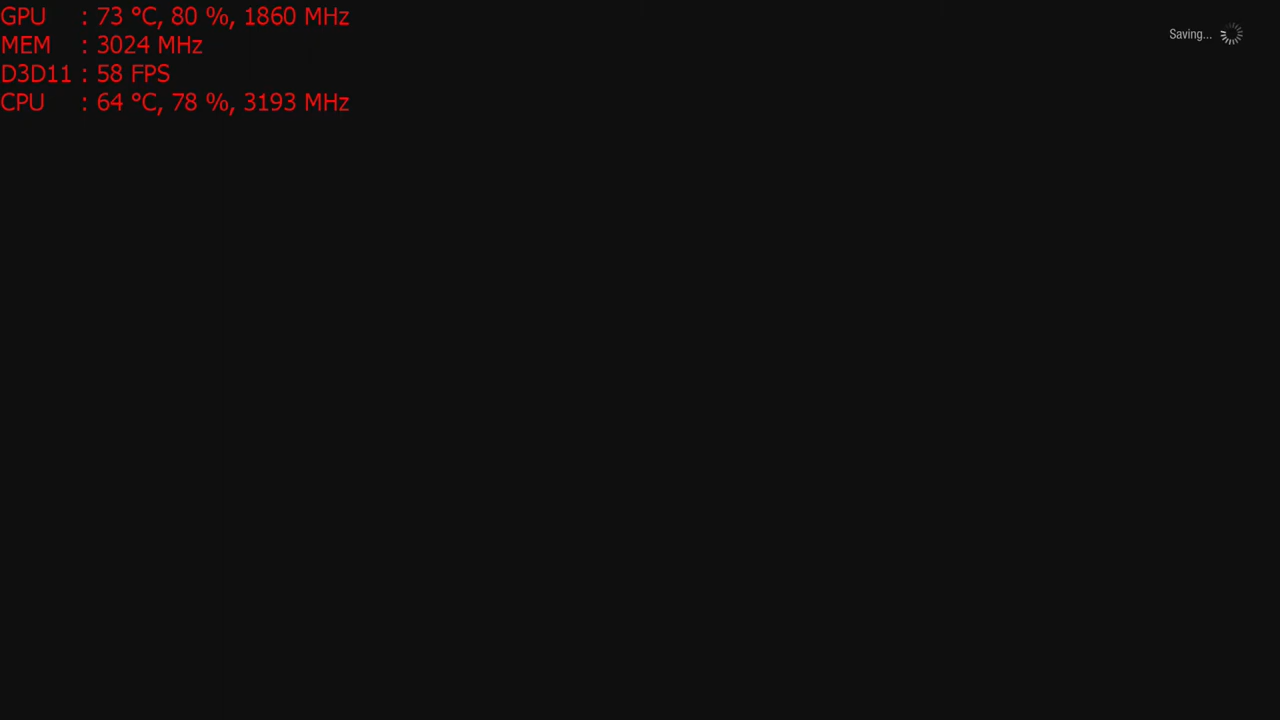 GPU : 73 °C, 80 %, 1860 MHz
Saving...
MEM : 3024 MHz
D3D11 : 58 FPS
CPU : 64 °C, 78 %, 3193 MHz